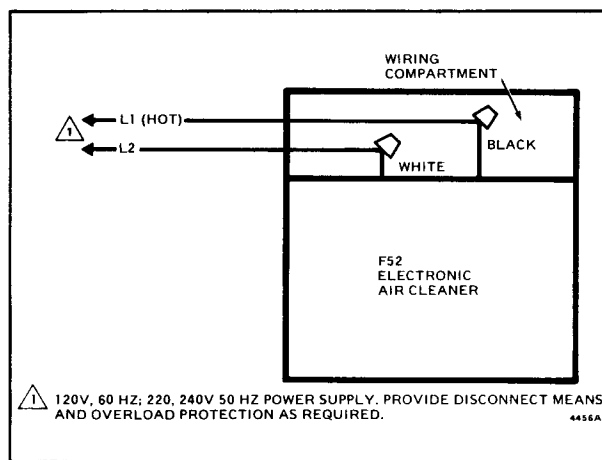 WIRING
COMPARTMENT
1
L1 (HOT)
L2
BLACK
WHITE
F52
ELECTRONIC
AIR CLEANER
1 120V, 60 HZ; 220, 240V 50 HZ POWER SUPPLY. PROVIDE DISCONNECT MEANS
AND OVERLOAD PROTECTION AS REQUIRED.
4456A